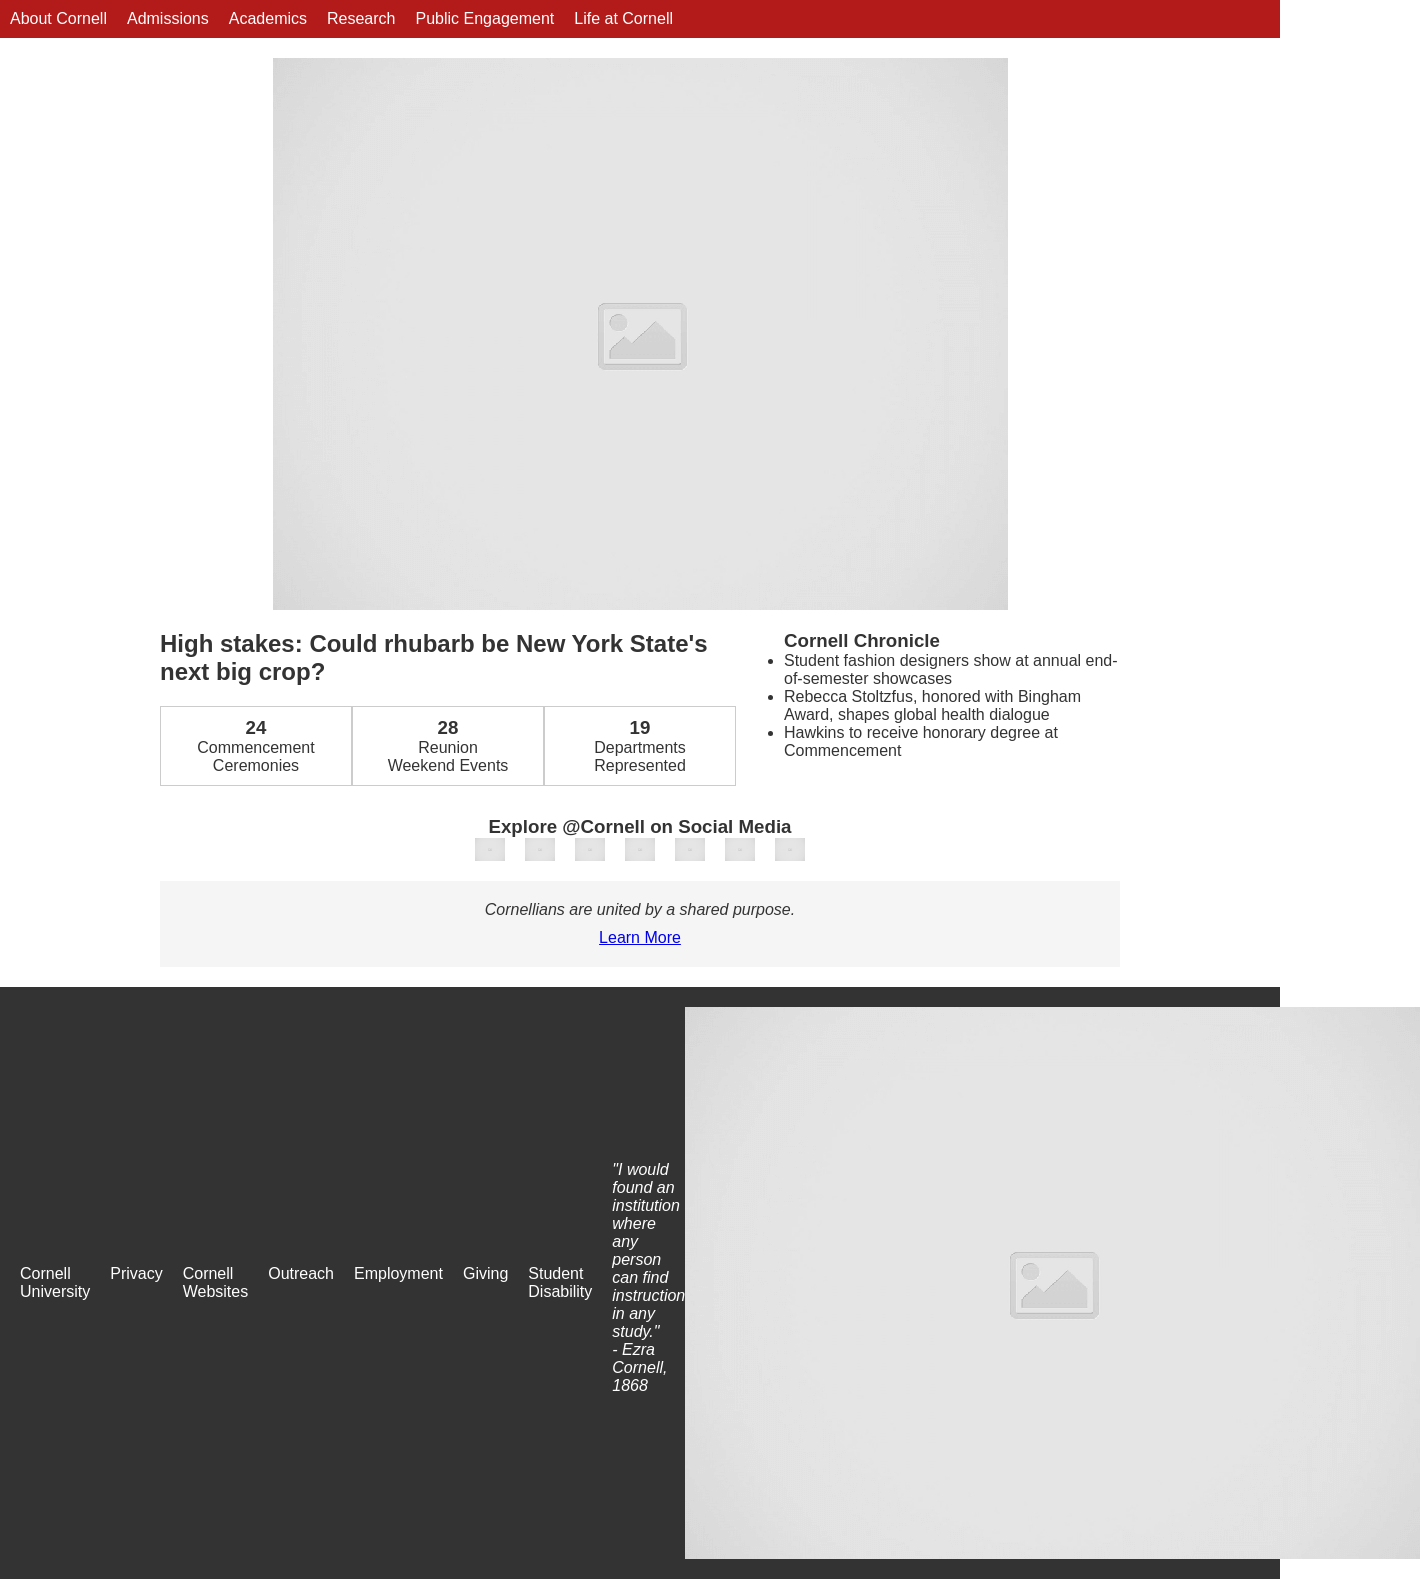 About Cornell Admissions Academics Research Public Engagement Life at Cornell
High stakes: Could rhubarb be New York State's
next big crop?
24
Commencement
Ceremonies
28
Reunion
Weekend Events
19
Departments
Represented
Cornell Chronicle
Student fashion designers show at annual end-
of-semester showcases
Rebecca Stoltzfus, honored with Bingham
Award, shapes global health dialogue
Hawkins to receive honorary degree at
Commencement
Explore @Cornell on Social Media
Cornellians are united by a shared purpose.
Learn More
Cornell
University
Privacy
Cornell
Websites
Outreach
Employment
Giving
Student
Disability
"I would
found an
institution
where
any
person
can find
instruction
in any
study."
- Ezra
Cornell,
1868